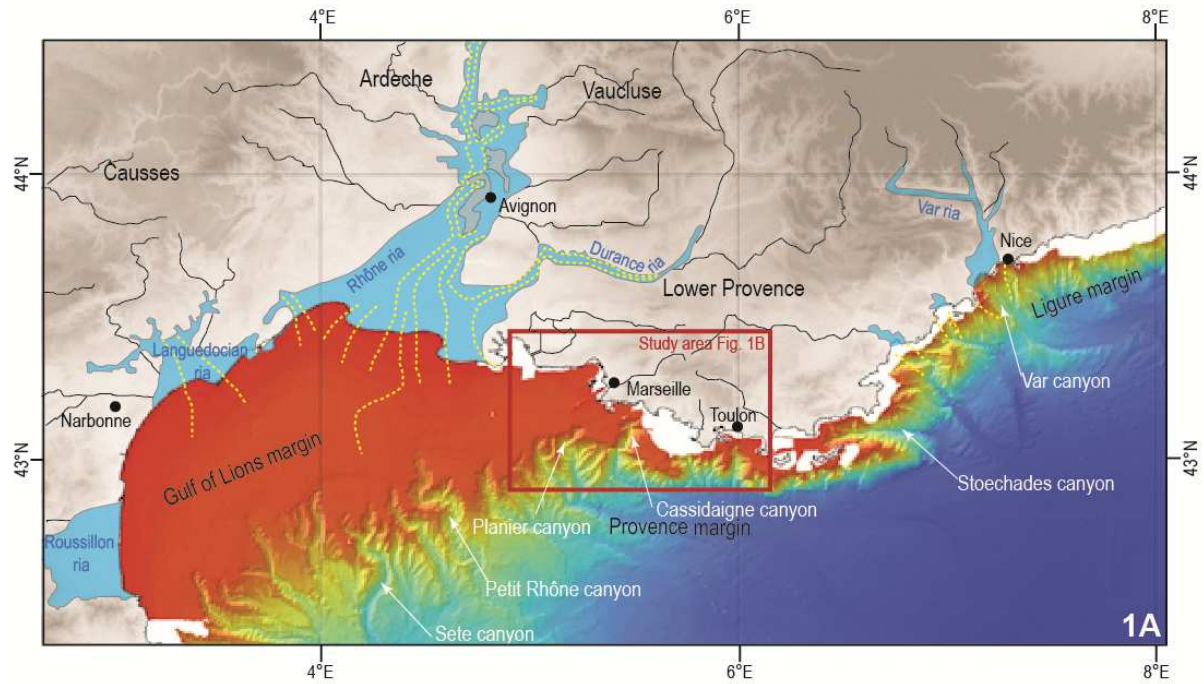 4°E
6°E
8°E
Ardeche
Vaucluse
44°N
44°N
Causses
Avignon
Var ria
Rhône ria
Durance
ria
Nice
Lower Provence
Ligure margin
Study area Fig. 1B
Languedocian
ria
Var canyon
Marseille
Narbonne
Toulon
43°N
43°N
Gulf of Lions margin
Stoechades canyon
Cassidaigne canyon
Planier canyon
Provence margin
Roussillon
ria
Petit Rhône canyon
Sete canyon
1A
4°E
6°E
8°E